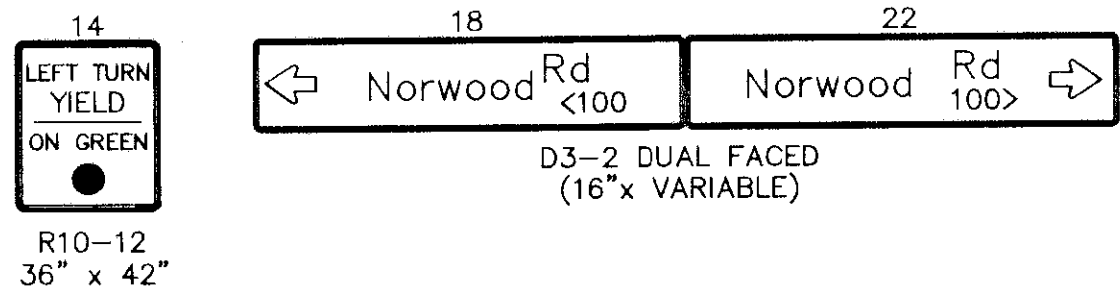 14
LEFT TURN
YIELD
ON GREEN
R10-12
36" x 42"
18
Norwood Rd
<100
22
Norwood Rd
100>
D3-2 DUAL FACED
(16"x VARIABLE)